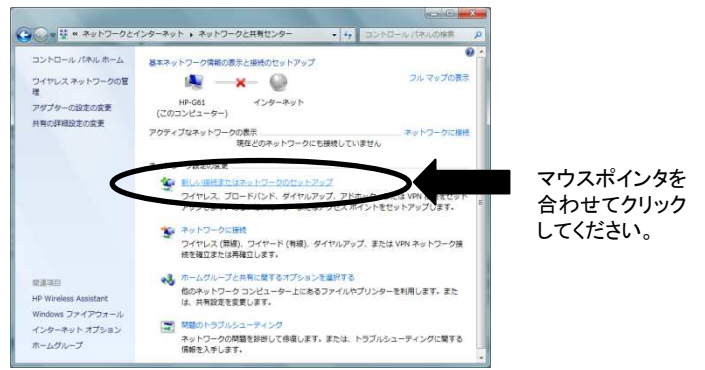 « ネットワークとインターネット ▸ ネットワークと共有センター
コントロール パネルの検索
コントロール パネル ホーム
ワイヤレス ネットワークの管理
アダプターの設定の変更
共有の詳細設定の変更
基本ネットワーク情報の表示と接続のセットアップ
フル マップの表示
HP-G61
(このコンピューター)
インターネット
アクティブなネットワークの表示
ネットワークに接続
現在どのネットワークにも接続していません
ネットワーク設定の変更
新しい接続またはネットワークのセットアップ
ワイヤレス、ブロードバンド、ダイヤルアップ、アドホック、または VPN 接続をセット
アクセス ポイントをセットアップします。
ネットワークに接続
ワイヤレス (無線)、ワイヤード (有線)、ダイヤルアップ、または VPN ネットワーク接
続を確立または再確立します。
ホームグループと共有に関するオプションを選択する
他のネットワーク コンピューター上にあるファイルやプリンターを利用します。また
は、共有設定を変更します。
問題のトラブルシューティング
ネットワークの問題を診断して修復します。または、トラブルシューティングに関する
情報を入手します。
関連項目
HP Wireless Assistant
Windows ファイアウォール
インターネット オプション
ホームグループ
マウスポインタを
合わせてクリック
してください。